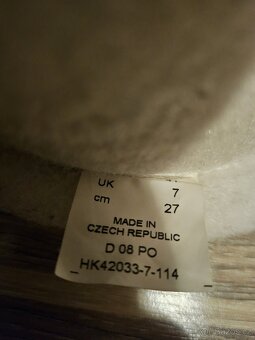 UK 7
cm 27
MADE IN
CZECH REPUBLIC
D 08 PO
HK42033-7-114